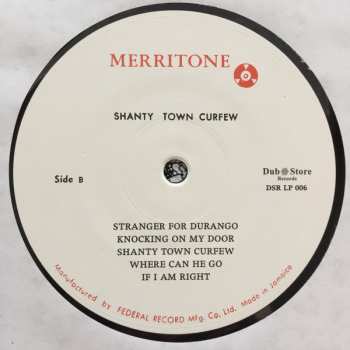 MERRITONE
SHANTY TOWN CURFEW
Side B
Dub Store
Records
DSR LP 006
STRANGER FOR DURANGO
KNOCKING ON MY DOOR
SHANTY TOWN CURFEW
WHERE CAN HE GO
IF I AM RIGHT
Manufactured by FEDERAL RECORD Mfg. Co. Ltd. Made in Jamaica